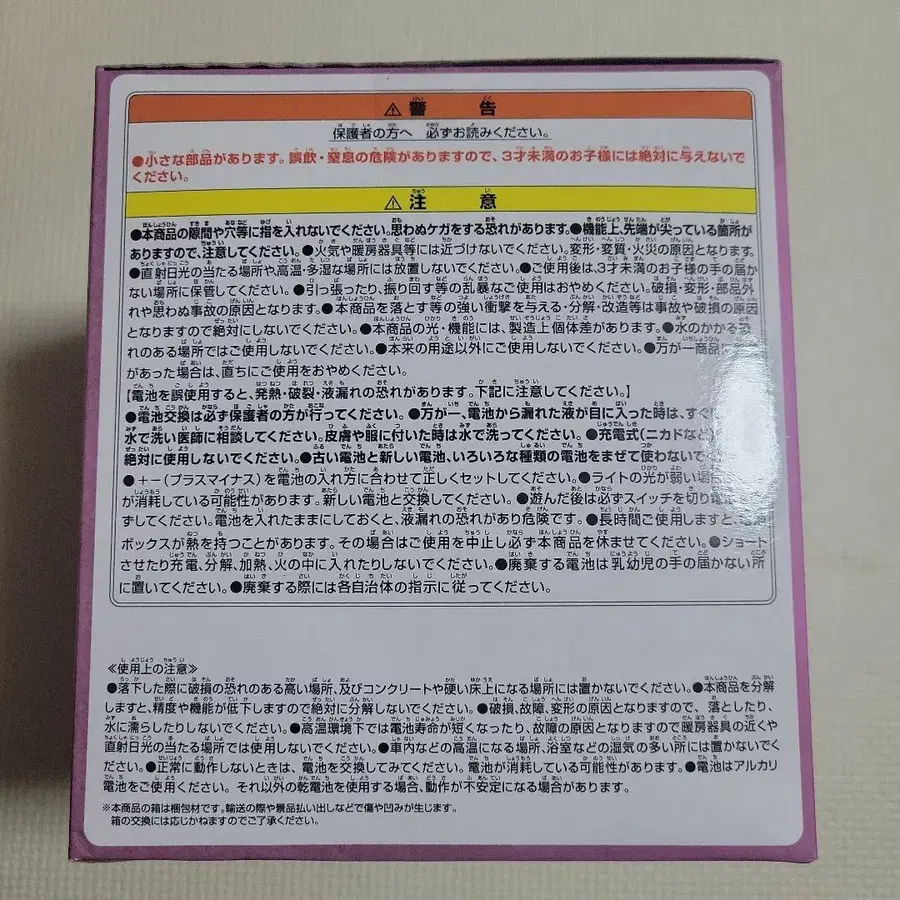 ⚠警告
保護者の方へ 必ずお読みください。
●小さな部品があります。誤飲・窒息の危険がありますので、3才未満のお子様には絶対に与えないで
ください。
⚠注意
●本商品の隙間や穴等に指を入れないでください。思わぬケガをする恐れがあります。●機能上、先端が尖っている箇所が
ありますので、注意してください。●火気や暖房器具等には近づけないでください。変形・変質・火災の原因となります。
●直射日光の当たる場所や、高温・多湿な場所には放置しないでください。●ご使用後は、3才未満のお子様の手の届か
ない場所に保管してください。●引っ張ったり、振り回す等の乱暴なご使用はおやめください。破損・変形・部品外
れや思わぬ事故の原因となります。●本商品を落とす等の強い衝撃を与える・分解・改造等は事故や破損の原因
となりますので絶対にしないでください。●本商品の光・機能には、製造上個体差があります。●水のかかる恐
れのある場所ではご使用しないでください。●本来の用途以外にご使用しないでください。●万が一商品に
があった場合は、直ちにご使用をおやめください。
【電池を誤使用すると、発熱・破裂・液漏れの恐れがあります。下記に注意してください。】
●電池交換は必ず保護者の方が行ってください。●万が一、電池から漏れた液が目に入った時は、すぐに
水で洗い医師に相談してください。皮膚や服に付いた時は水で洗ってください。●充電式(ニカドなど)
絶対に使用しないでください。●古い電池と新しい電池、いろいろな種類の電池をまぜて使わないで
●+-(プラスマイナス)を電池の入れ方に合わせて正しくセットしてください。●ライトの光が弱い場合
が消耗している可能性があります。新しい電池と交換してください。●遊んだ後は必ずスイッチを切り電
ずしてください。電池を入れたままにしておくと、液漏れの恐れがあり危険です。●長時間ご使用しますと、電池
ボックスが熱を持つことがあります。その場合はご使用を中止し必ず本商品を休ませてください。●ショート
させたり充電、分解、加熱、火の中に入れたりしないでください。●廃棄する電池は乳幼児の手の届かない所
に置いてください。●廃棄する際には各自治体の指示に従ってください。
≪使用上の注意≫
●落下した際に破損の恐れのある高い場所、及びコンクリートや硬い床上になる場所には置かないでください。●本商品を分解
しますと、精度や機能が低下しますので絶対に分解しないでください。●破損、故障、変形の原因となりますので、落としたり、
水に濡らしたりしないでください。●高温環境下では電池寿命が短くなったり、故障の原因となりますので暖房器具の近くや
直射日光の当たる場所では使用しないでください。●車内などの高温になる場所、浴室などの湿気の多い所には置かないでく
ださい。●正常に動作しないときは、電池を交換してみてください。電池が消耗している可能性があります。●電池はアルカリ
電池をご使用ください。それ以外の乾電池を使用する場合、動作が不安定になる場合があります。
※本商品の箱は梱包材です。輸送の際や景品払い出しなどで傷や凹みが生じます。
箱の交換には応じかねますのでご了承ください。